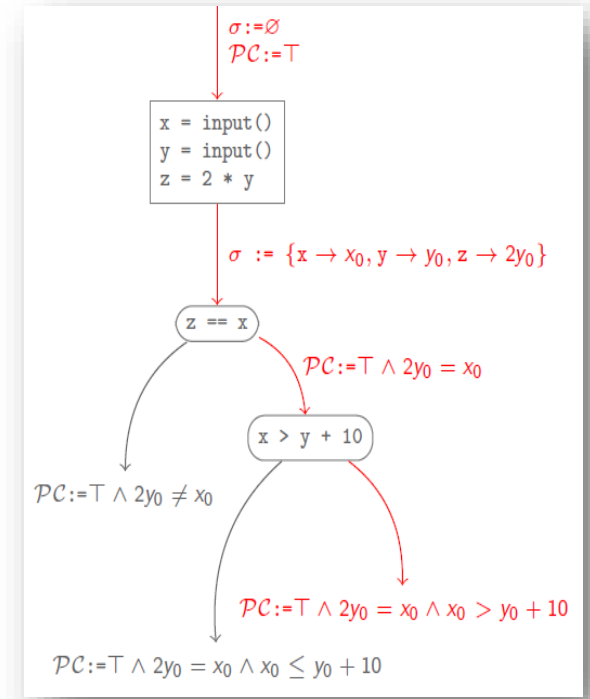 σ:=∅
𝒫𝒞:=⊤
x = input()
y = input()
z = 2 * y
σ := {x → x₀, y → y₀, z → 2y₀}
z == x
𝒫𝒞:=⊤ ∧ 2y₀ = x₀
x > y + 10
𝒫𝒞:=⊤ ∧ 2y₀ ≠ x₀
𝒫𝒞:=⊤ ∧ 2y₀ = x₀ ∧ x₀ > y₀ + 10
𝒫𝒞:=⊤ ∧ 2y₀ = x₀ ∧ x₀ ≤ y₀ + 10